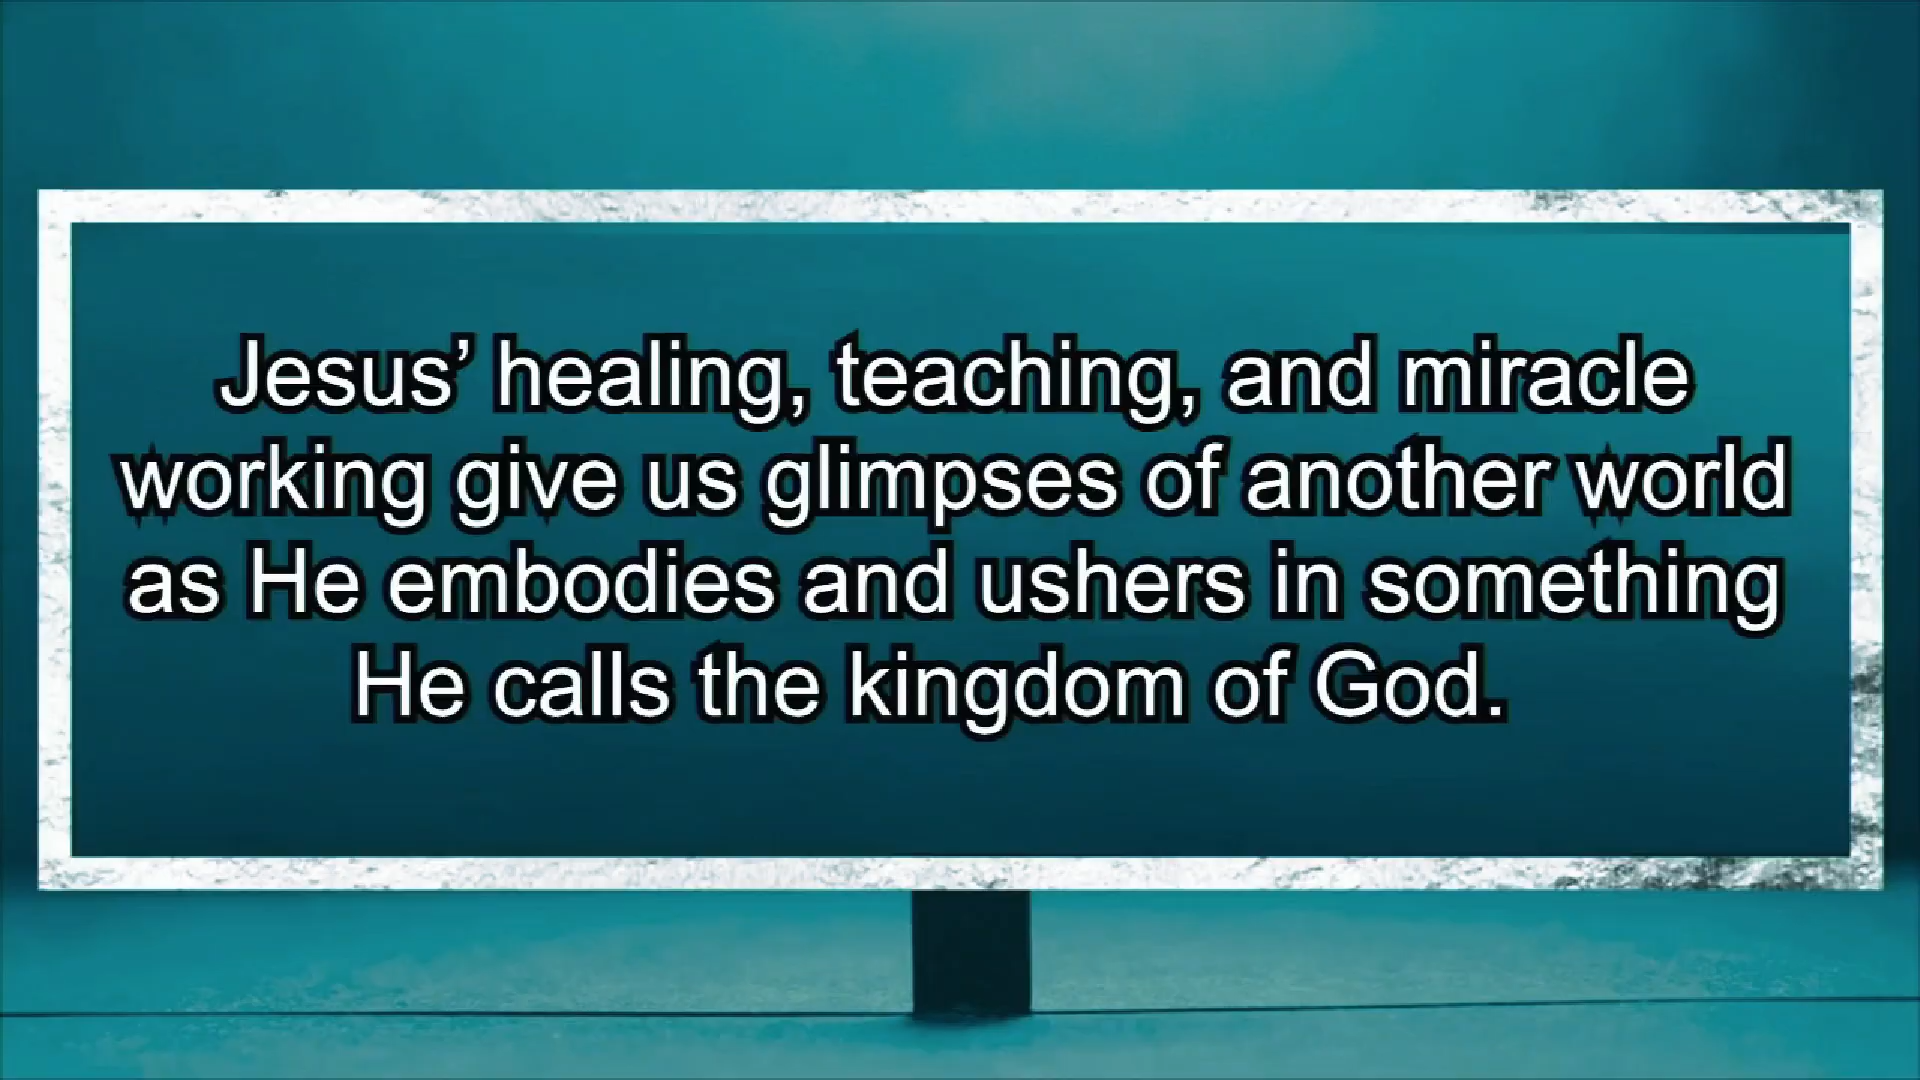 Jesus’ healing, teaching, and miracle
working give us glimpses of another world
as He embodies and ushers in something
He calls the kingdom of God.